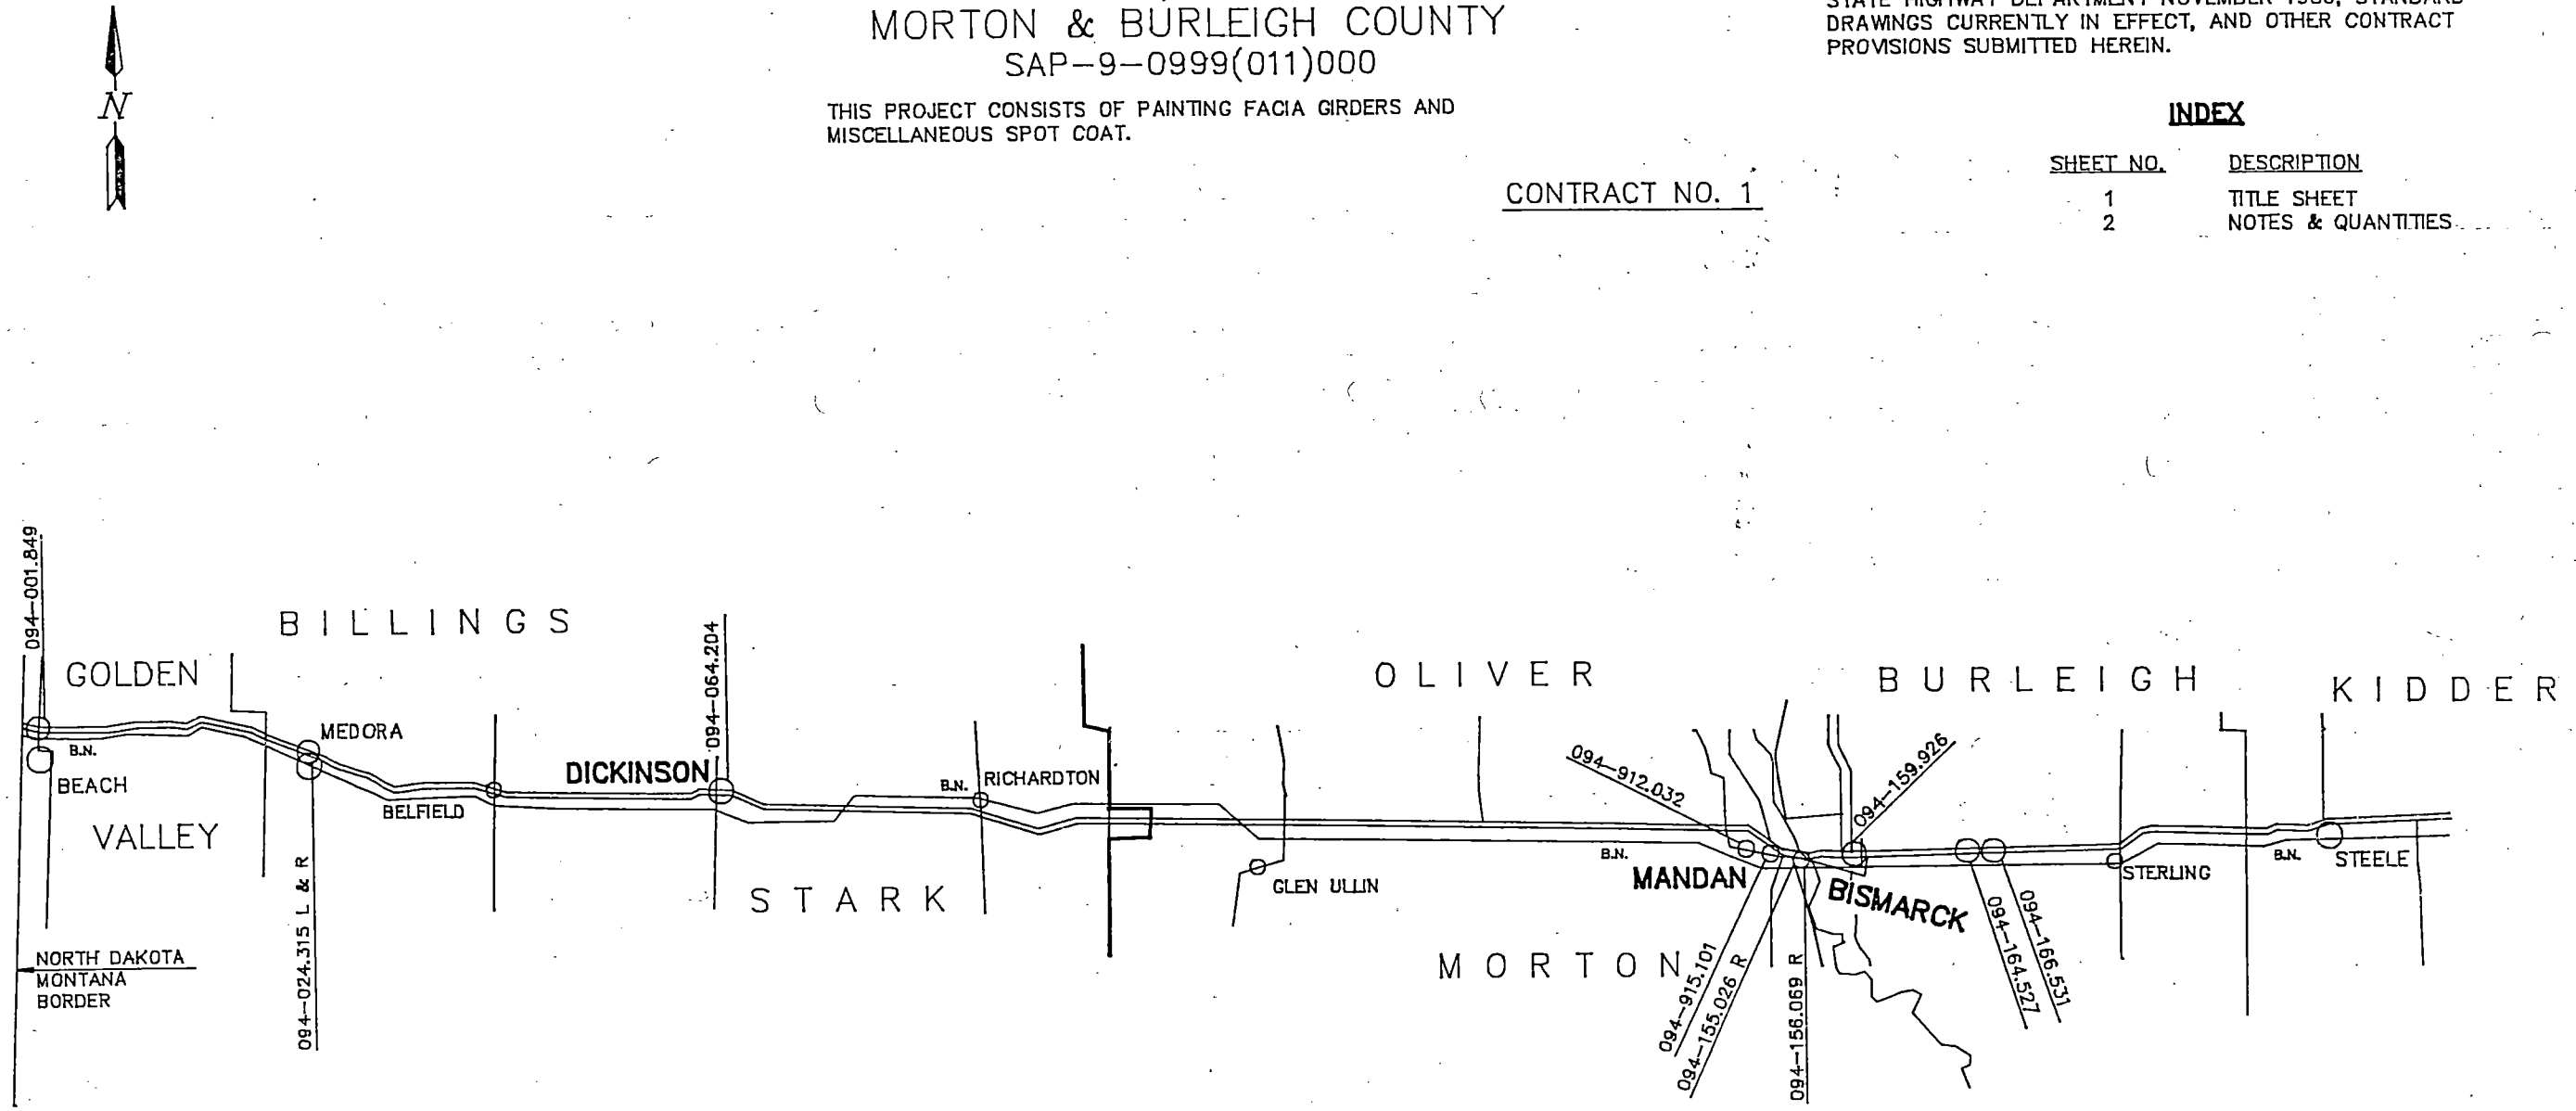 MORTON & BURLEIGH COUNTY
SAP-9-0999(011)000
THIS PROJECT CONSISTS OF PAINTING FACIA GIRDERS AND
MISCELLANEOUS SPOT COAT.
DRAWINGS CURRENTLY IN EFFECT, AND OTHER CONTRACT
PROVISIONS SUBMITTED HEREIN.
N
INDEX
SHEET NO. DESCRIPTION
1 TITLE SHEET
2 NOTES & QUANTITIES
CONTRACT NO. 1
094-001.849
BILLINGS
GOLDEN
094-064.204
OLIVER
BURLEIGH
KIDDER
MEDORA
B.N.
BEACH
DICKINSON
B.N.
RICHARDTON
094-912.032
094-159.926
BELFIELD
VALLEY
B.N.
GLEN ULLIN
MANDAN
BISMARCK
STERLING
B.N.
STEELE
STARK
094-024.315 L & R
NORTH DAKOTA
MONTANA
BORDER
MORTON
094-915.101
094-155.026 R
094-156.069 R
094-164.527
094-166.531